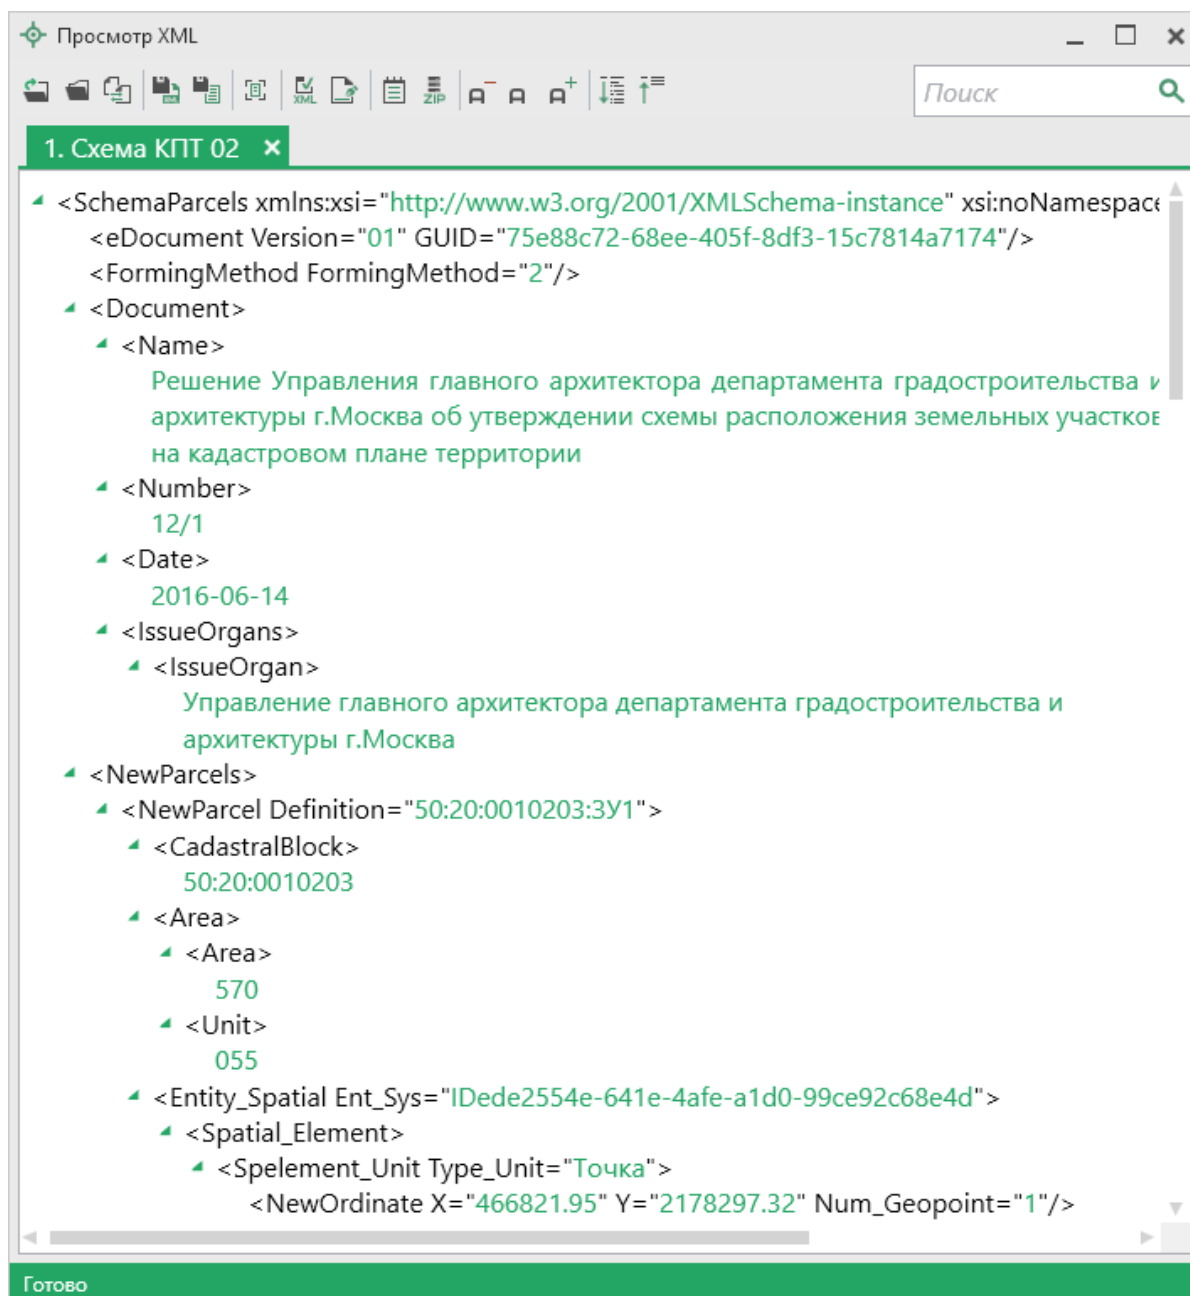 Просмотр XML
XML ZIP A A A+
Поиск
1. Схема КПТ 02
<SchemaParcels xmlns:xsi="http://www.w3.org/2001/XMLSchema-instance" xsi:noNamespace
<eDocument Version="01" GUID="75e88c72-68ee-405f-8df3-15c7814a7174"/>
<FormingMethod FormingMethod="2"/>
<Document>
<Name>
Решение Управления главного архитектора департамента градостроительства и
архитектуры г.Москва об утверждении схемы расположения земельных участков
на кадастровом плане территории
<Number>
12/1
<Date>
2016-06-14
<IssueOrgans>
<IssueOrgan>
Управление главного архитектора департамента градостроительства и
архитектуры г.Москва
<NewParcels>
<NewParcel Definition="50:20:0010203:ЗУ1">
<CadastralBlock>
50:20:0010203
<Area>
<Area>
570
<Unit>
055
<Entity_Spatial Ent_Sys="IDede2554e-641e-4afe-a1d0-99ce92c68e4d">
<Spatial_Element>
<Spelement_Unit Type_Unit="Точка">
<NewOrdinate X="466821.95" Y="2178297.32" Num_Geopoint="1"/>
Готово